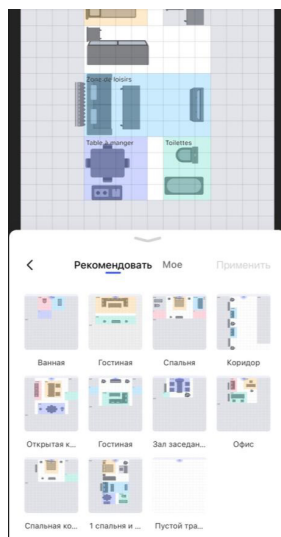 Zone de loisirs
Table à manger
Toilettes
Рекомендовать Мое Применить
Ванная Гостиная Спальня Коридор
Открытая к... Гостиная Зал заседан... Офис
Спальная ко... 1 спальня и ... Пустой тра...